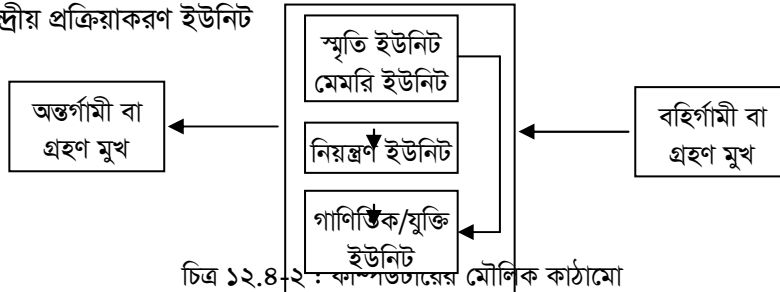 ন্দ্রীয় প্রক্রিয়াকরণ ইউনিট
স্মৃতি ইউনিট
মেমরি ইউনিট
অন্তর্গামী বা
গ্রহণ মুখ
নিয়ন্ত্রণ ইউনিট
গাণিতিক/যুক্তি
ইউনিট
বহির্গামী বা
গ্রহণ মুখ
চিত্র ১২.৪-২ : কম্পিউটারের মৌলিক কাঠামো